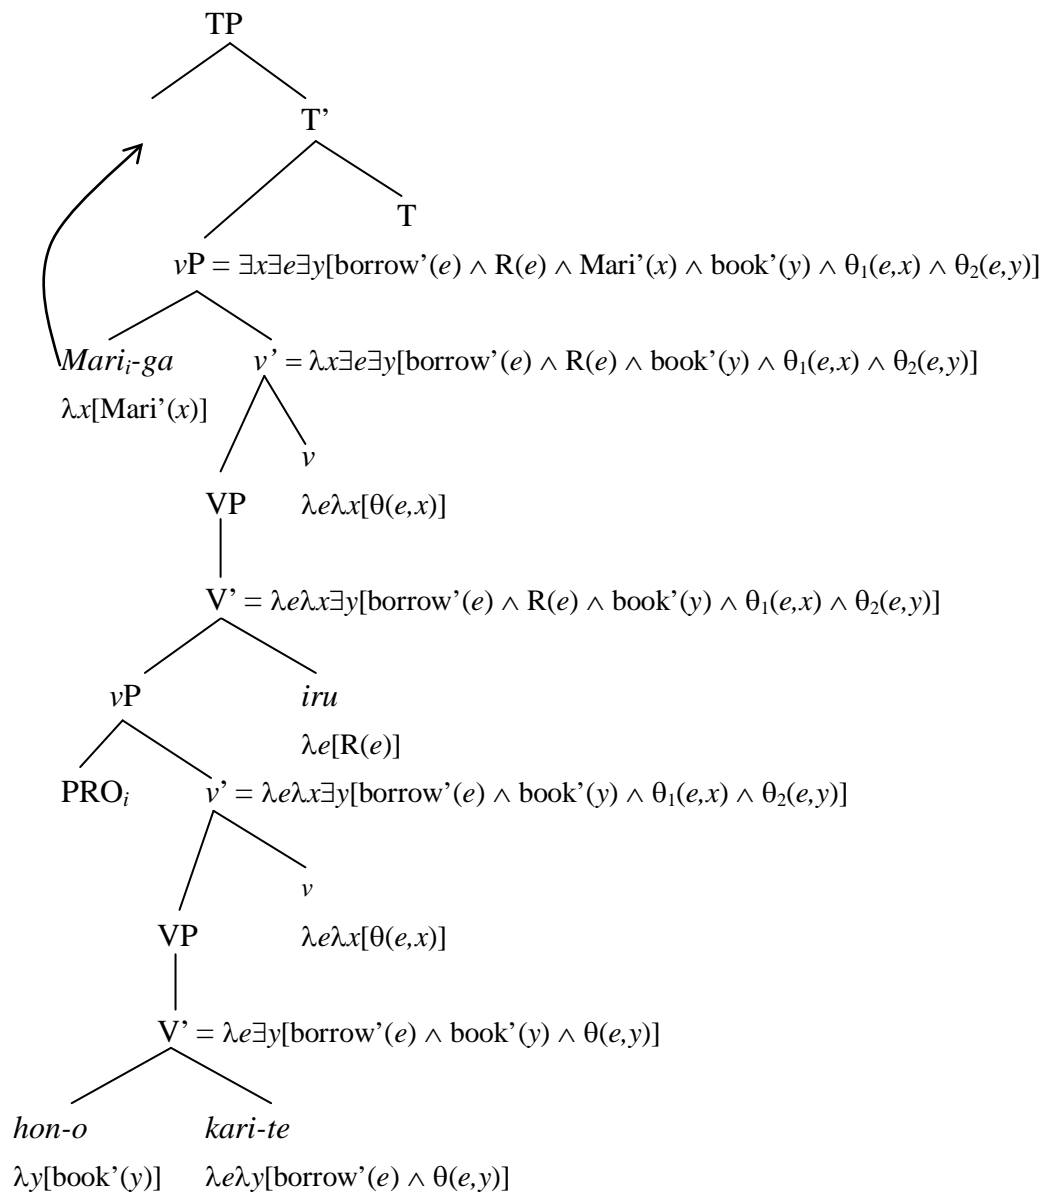 TP
T’
T
vP = ∃x∃e∃y[borrow’(e) ∧ R(e) ∧ Mari’(x) ∧ book’(y) ∧ θ₁(e,x) ∧ θ₂(e,y)]
Mariᵢ-ga v’ = λx∃e∃y[borrow’(e) ∧ R(e) ∧ book’(y) ∧ θ₁(e,x) ∧ θ₂(e,y)]
λx[Mari’(x)]
v
VP λeλx[θ(e,x)]
V’ = λeλx∃y[borrow’(e) ∧ R(e) ∧ book’(y) ∧ θ₁(e,x) ∧ θ₂(e,y)]
vP iru
λe[R(e)]
PROᵢ v’ = λeλx∃y[borrow’(e) ∧ book’(y) ∧ θ₁(e,x) ∧ θ₂(e,y)]
v
VP λeλx[θ(e,x)]
V’ = λe∃y[borrow’(e) ∧ book’(y) ∧ θ(e,y)]
hon-o kari-te
λy[book’(y)] λeλy[borrow’(e) ∧ θ(e,y)]